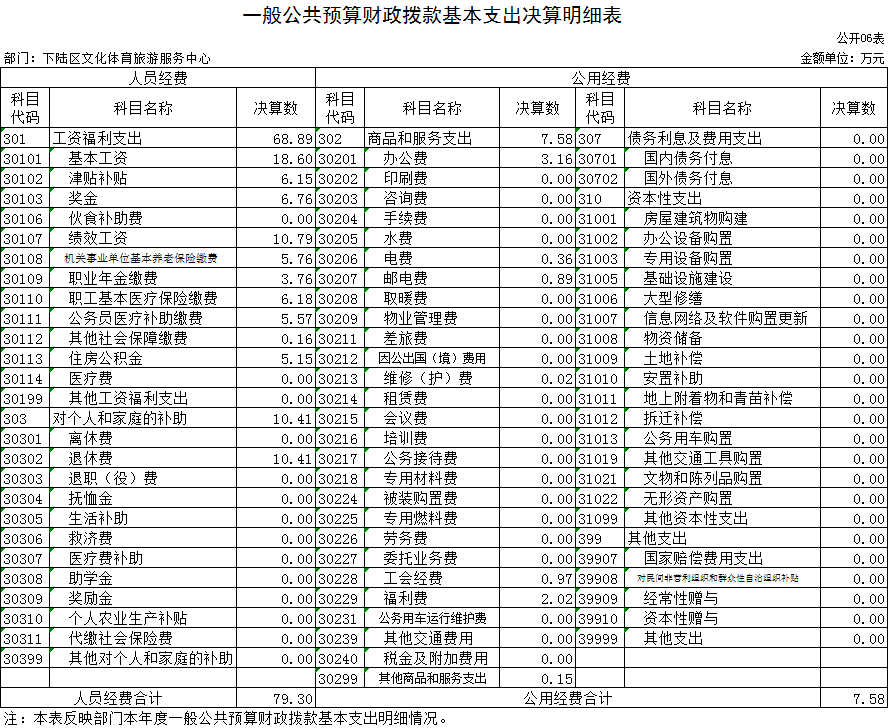 一般公共预算财政拨款基本支出决算明细表
公开06表
部门：下陆区文化体育旅游服务中心 金额单位：万元
人员经费 公用经费
科目代码 科目名称 决算数 科目代码 科目名称 决算数 科目代码 科目名称 决算数
301 工资福利支出 68.89 302 商品和服务支出 7.58 307 债务利息及费用支出 0.00
30101 基本工资 18.60 30201 办公费 3.16 30701 国内债务付息 0.00
30102 津贴补贴 6.15 30202 印刷费 0.00 30702 国外债务付息 0.00
30103 奖金 6.76 30203 咨询费 0.00 310 资本性支出 0.00
30106 伙食补助费 0.00 30204 手续费 0.00 31001 房屋建筑物购建 0.00
30107 绩效工资 10.79 30205 水费 0.00 31002 办公设备购置 0.00
30108 机关事业单位基本养老保险缴费 5.76 30206 电费 0.36 31003 专用设备购置 0.00
30109 职业年金缴费 3.76 30207 邮电费 0.89 31005 基础设施建设 0.00
30110 职工基本医疗保险缴费 6.18 30208 取暖费 0.00 31006 大型修缮 0.00
30111 公务员医疗补助缴费 5.57 30209 物业管理费 0.00 31007 信息网络及软件购置更新 0.00
30112 其他社会保障缴费 0.16 30211 差旅费 0.00 31008 物资储备 0.00
30113 住房公积金 5.15 30212 因公出国（境）费用 0.00 31009 土地补偿 0.00
30114 医疗费 0.00 30213 维修（护）费 0.02 31010 安置补助 0.00
30199 其他工资福利支出 0.00 30214 租赁费 0.00 31011 地上附着物和青苗补偿 0.00
303 对个人和家庭的补助 10.41 30215 会议费 0.00 31012 拆迁补偿 0.00
30301 离休费 0.00 30216 培训费 0.00 31013 公务用车购置 0.00
30302 退休费 10.41 30217 公务接待费 0.00 31019 其他交通工具购置 0.00
30303 退职（役）费 0.00 30218 专用材料费 0.00 31021 文物和陈列品购置 0.00
30304 抚恤金 0.00 30224 被装购置费 0.00 31022 无形资产购置 0.00
30305 生活补助 0.00 30225 专用燃料费 0.00 31099 其他资本性支出 0.00
30306 救济费 0.00 30226 劳务费 0.00 399 其他支出 0.00
30307 医疗费补助 0.00 30227 委托业务费 0.00 39907 国家赔偿费用支出 0.00
30308 助学金 0.00 30228 工会经费 0.97 39908 对民间非营利组织和群众性自治组织补贴 0.00
30309 奖励金 0.00 30229 福利费 2.02 39909 经常性赠与 0.00
30310 个人农业生产补贴 0.00 30231 公务用车运行维护费 0.00 39910 资本性赠与 0.00
30311 代缴社会保险费 0.00 30239 其他交通费用 0.00 39999 其他支出 0.00
30399 其他对个人和家庭的补助 0.00 30240 税金及附加费用 0.00
30299 其他商品和服务支出 0.15
人员经费合计 79.30 公用经费合计 7.58
注：本表反映部门本年度一般公共预算财政拨款基本支出明细情况。